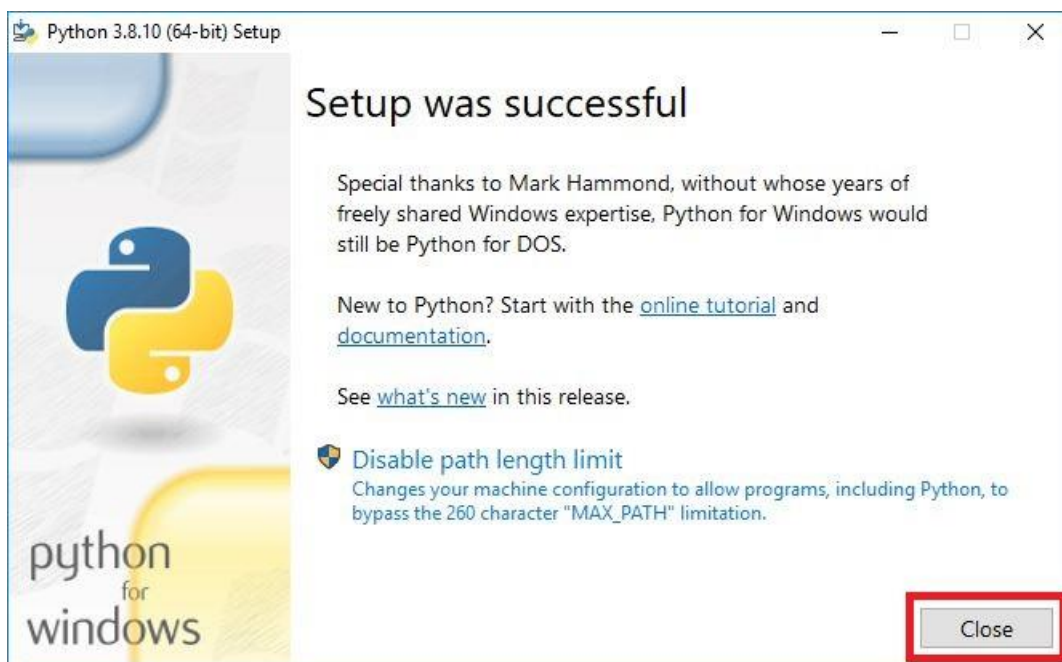 Python 3.8.10 (64-bit) Setup
Setup was successful
Special thanks to Mark Hammond, without whose years of
freely shared Windows expertise, Python for Windows would
still be Python for DOS.
New to Python? Start with the online tutorial and
documentation.
See what's new in this release.
Disable path length limit
Changes your machine configuration to allow programs, including Python, to
bypass the 260 character "MAX_PATH" limitation.
python
for
windows
Close